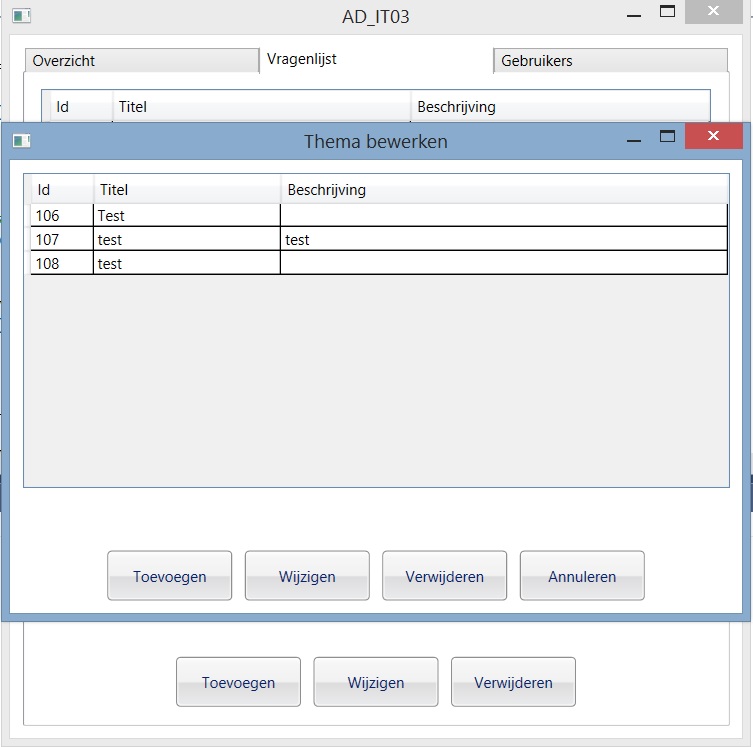 AD_IT03
Overzicht Vragenlijst Gebruikers
Id Titel Beschrijving
Thema bewerken
Id Titel Beschrijving
106 Test
107 test test
108 test
Toevoegen Wijzigen Verwijderen Annuleren
Toevoegen Wijzigen Verwijderen